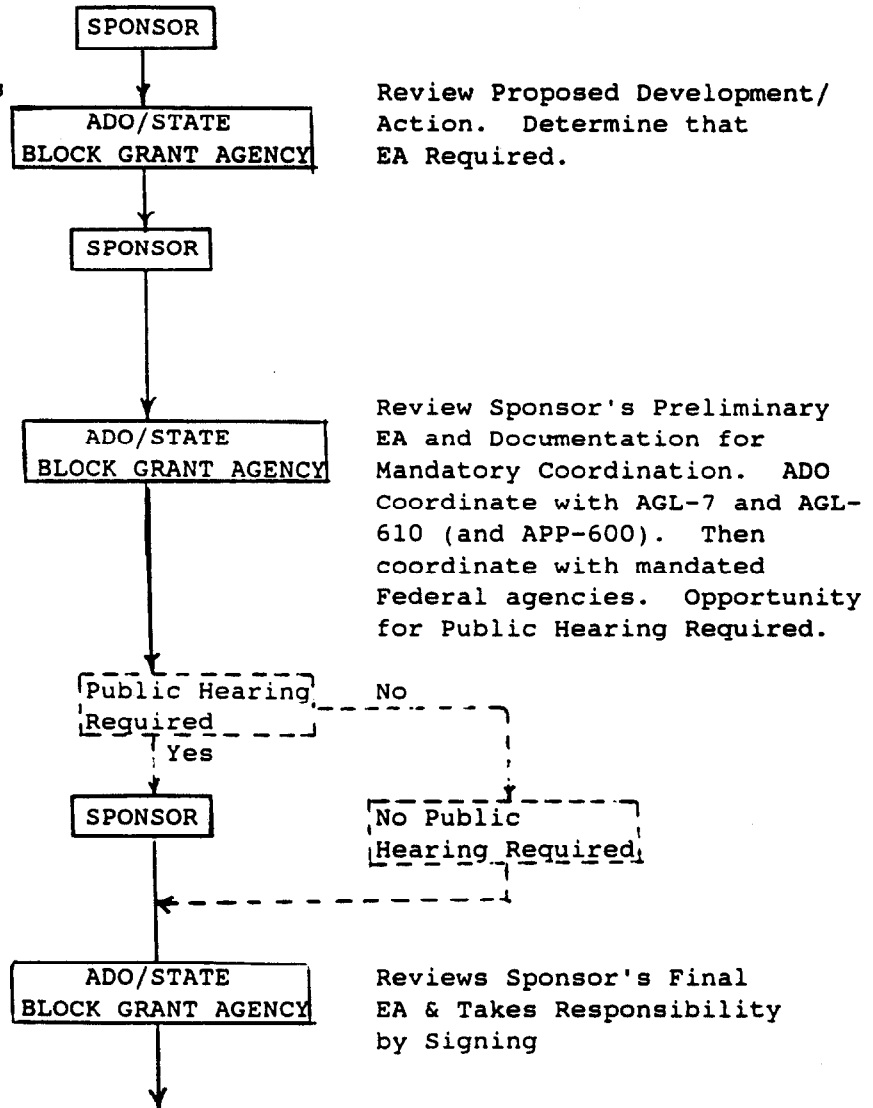 SPONSOR
ADO/STATE
BLOCK GRANT AGENCY
Review Proposed Development/
Action. Determine that
EA Required.
SPONSOR
ADO/STATE
BLOCK GRANT AGENCY
Review Sponsor's Preliminary
EA and Documentation for
Mandatory Coordination. ADO
Coordinate with AGL-7 and AGL-
610 (and APP-600). Then
coordinate with mandated
Federal agencies. Opportunity
for Public Hearing Required.
Public Hearing
Required
No
Yes
SPONSOR
No Public
Hearing Required
ADO/STATE
BLOCK GRANT AGENCY
Reviews Sponsor's Final
EA & Takes Responsibility
by Signing